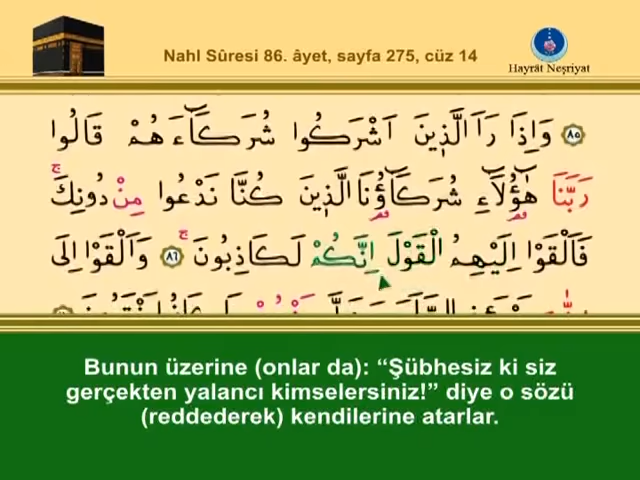 Nahl Sûresi 86. âyet, sayfa 275, cüz 14
Hayrât Neşriyat
﴿٨٥﴾ وَاِذَا رَاَ الَّذ۪ينَ اَشْرَكُوا شُرَكَٓاءَهُمْ قَالُوا
رَبَّنَا هٰٓؤُ۬لَٓاءِ شُرَكَٓاؤُ۬نَا الَّذ۪ينَ كُنَّا نَدْعُوا مِنْ دُونِكَۚ
فَاَلْقَوْا اِلَيْهِمُ الْقَوْلَ اِنَّكُمْ لَكَاذِبُونَۚ ﴿٨٦﴾ وَاَلْقَوْا اِلَى
Bunun üzerine (onlar da): “Şübhesiz ki siz
gerçekten yalancı kimselersiniz!” diye o sözü
(reddederek) kendilerine atarlar.